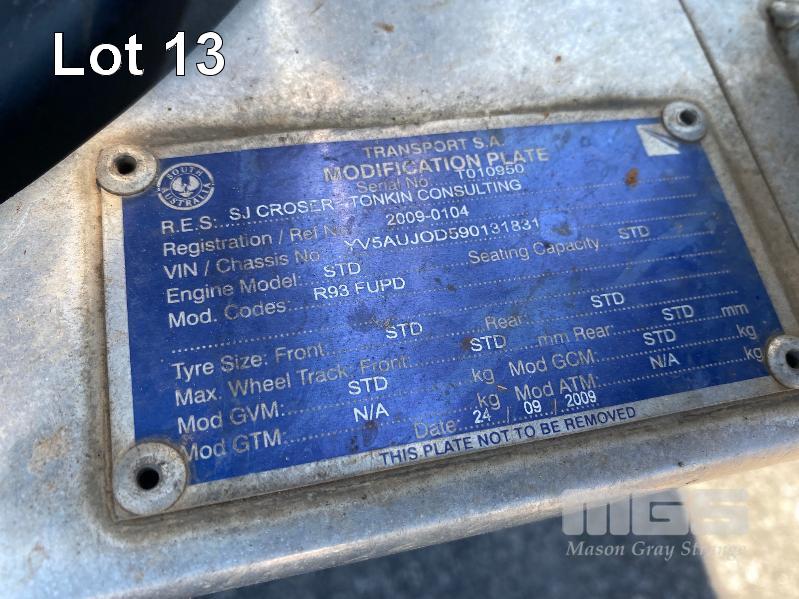 Lot 13
TRANSPORT S.A.
MODIFICATION PLATE
Serial No. T010950
SOUTH AUSTRALIA
R.E.S: SJ CROSER - TONKIN CONSULTING
Registration / Ref No. 2009-0104
VIN / Chassis No. YV5AUJOD590131831
Engine Model: STD Seating Capacity STD
Mod. Codes: R93 FUPD
Tyre Size: Front STD Rear: STD
Max. Wheel Track: Front: STD mm Rear: STD mm
Mod GVM: STD kg Mod GCM: STD kg
Mod GTM: N/A kg Mod ATM: N/A kg
Date: 24 / 09 / 2009
THIS PLATE NOT TO BE REMOVED
MGS
Mason Gray Strange